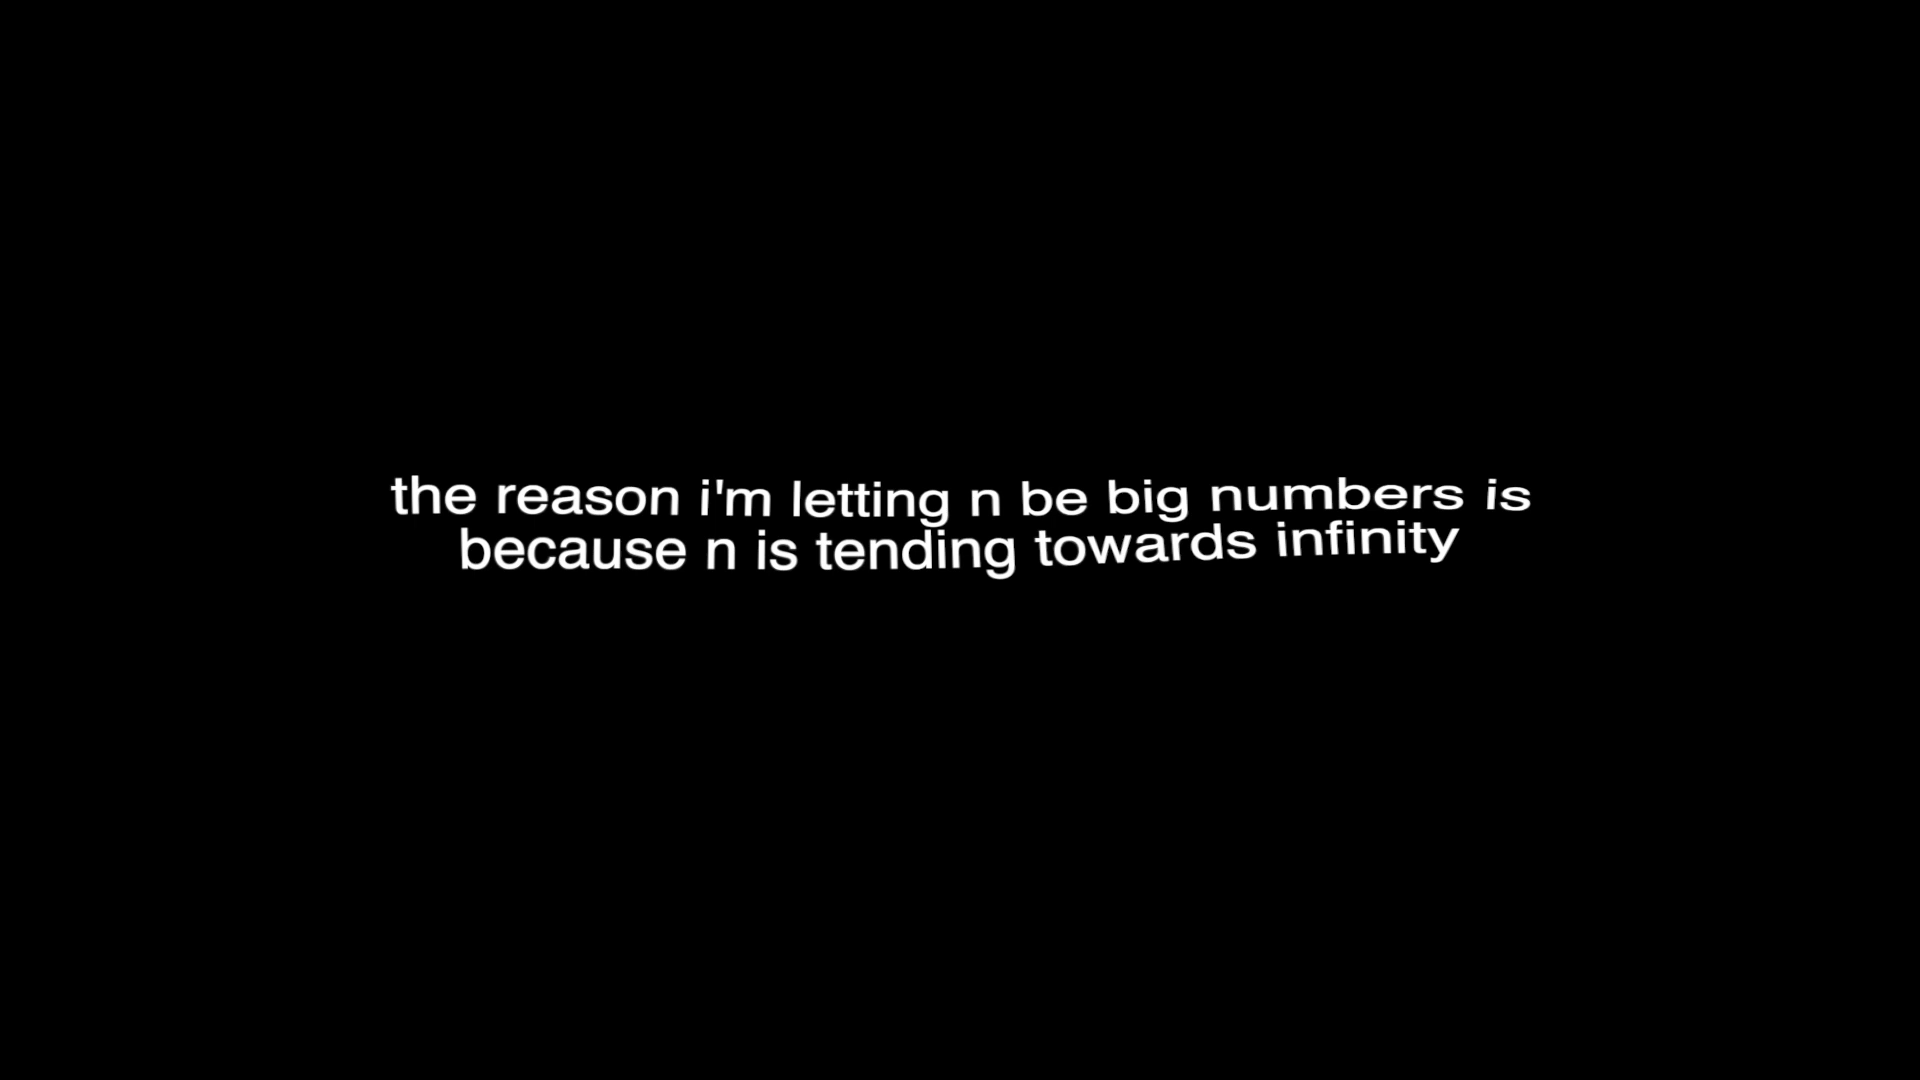 the reason i'm letting n be big numbers is
because n is tending towards infinity